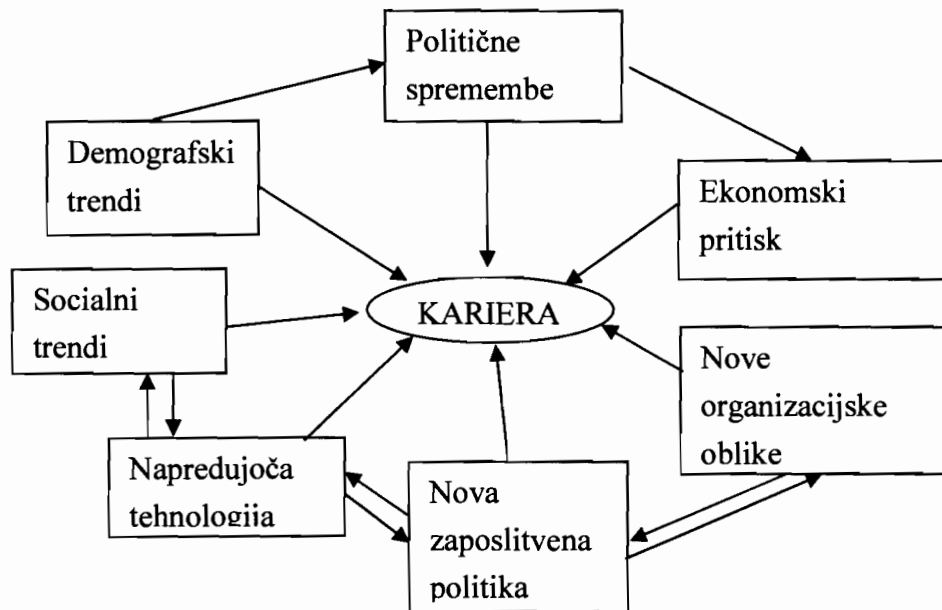 Politične
spremembe
Demografski
trendi
Ekonomski
pritisk
Socialni
trendi
KARIERA
Nove
organizacijske
oblike
Napredujoča
tehnologija
Nova
zaposlitvena
politika